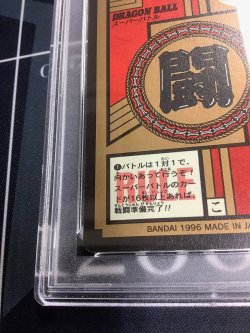 DRAGON BALL
スーパーバトル
闘
❶バトルは1対1で、
向かいあって行うぞ!
スーパーバトルのカー
ドが16枚以上あれば、
戦闘準備完了!!
こ
BANDAI 1996 MADE IN JA